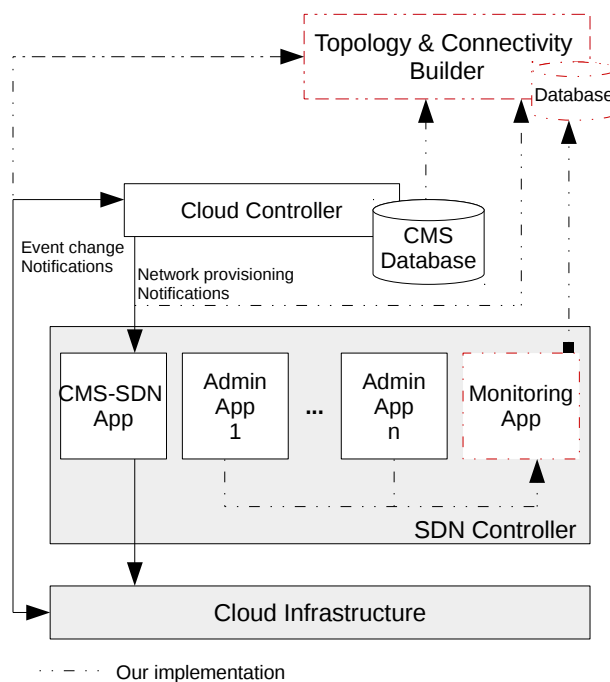 Topology & Connectivity
Builder
Database
Cloud Controller
CMS
Database
Event change
Notifications
Network provisioning
Notifications
CMS-SDN
App
Admin
App
1
...
Admin
App
n
Monitoring
App
SDN Controller
Cloud Infrastructure
Our implementation